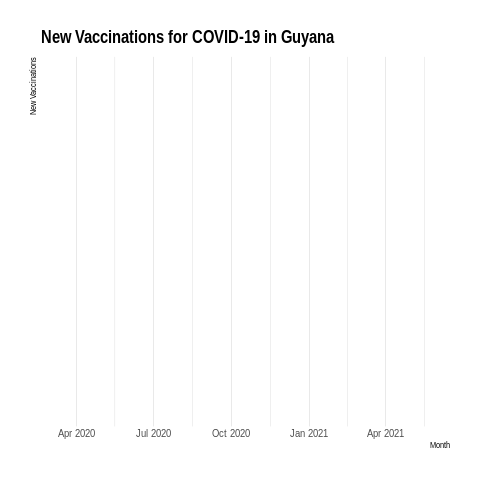 New Vaccinations for COVID-19 in Guyana
New Vaccinations
Apr 2020 Jul 2020 Oct 2020 Jan 2021 Apr 2021
Month